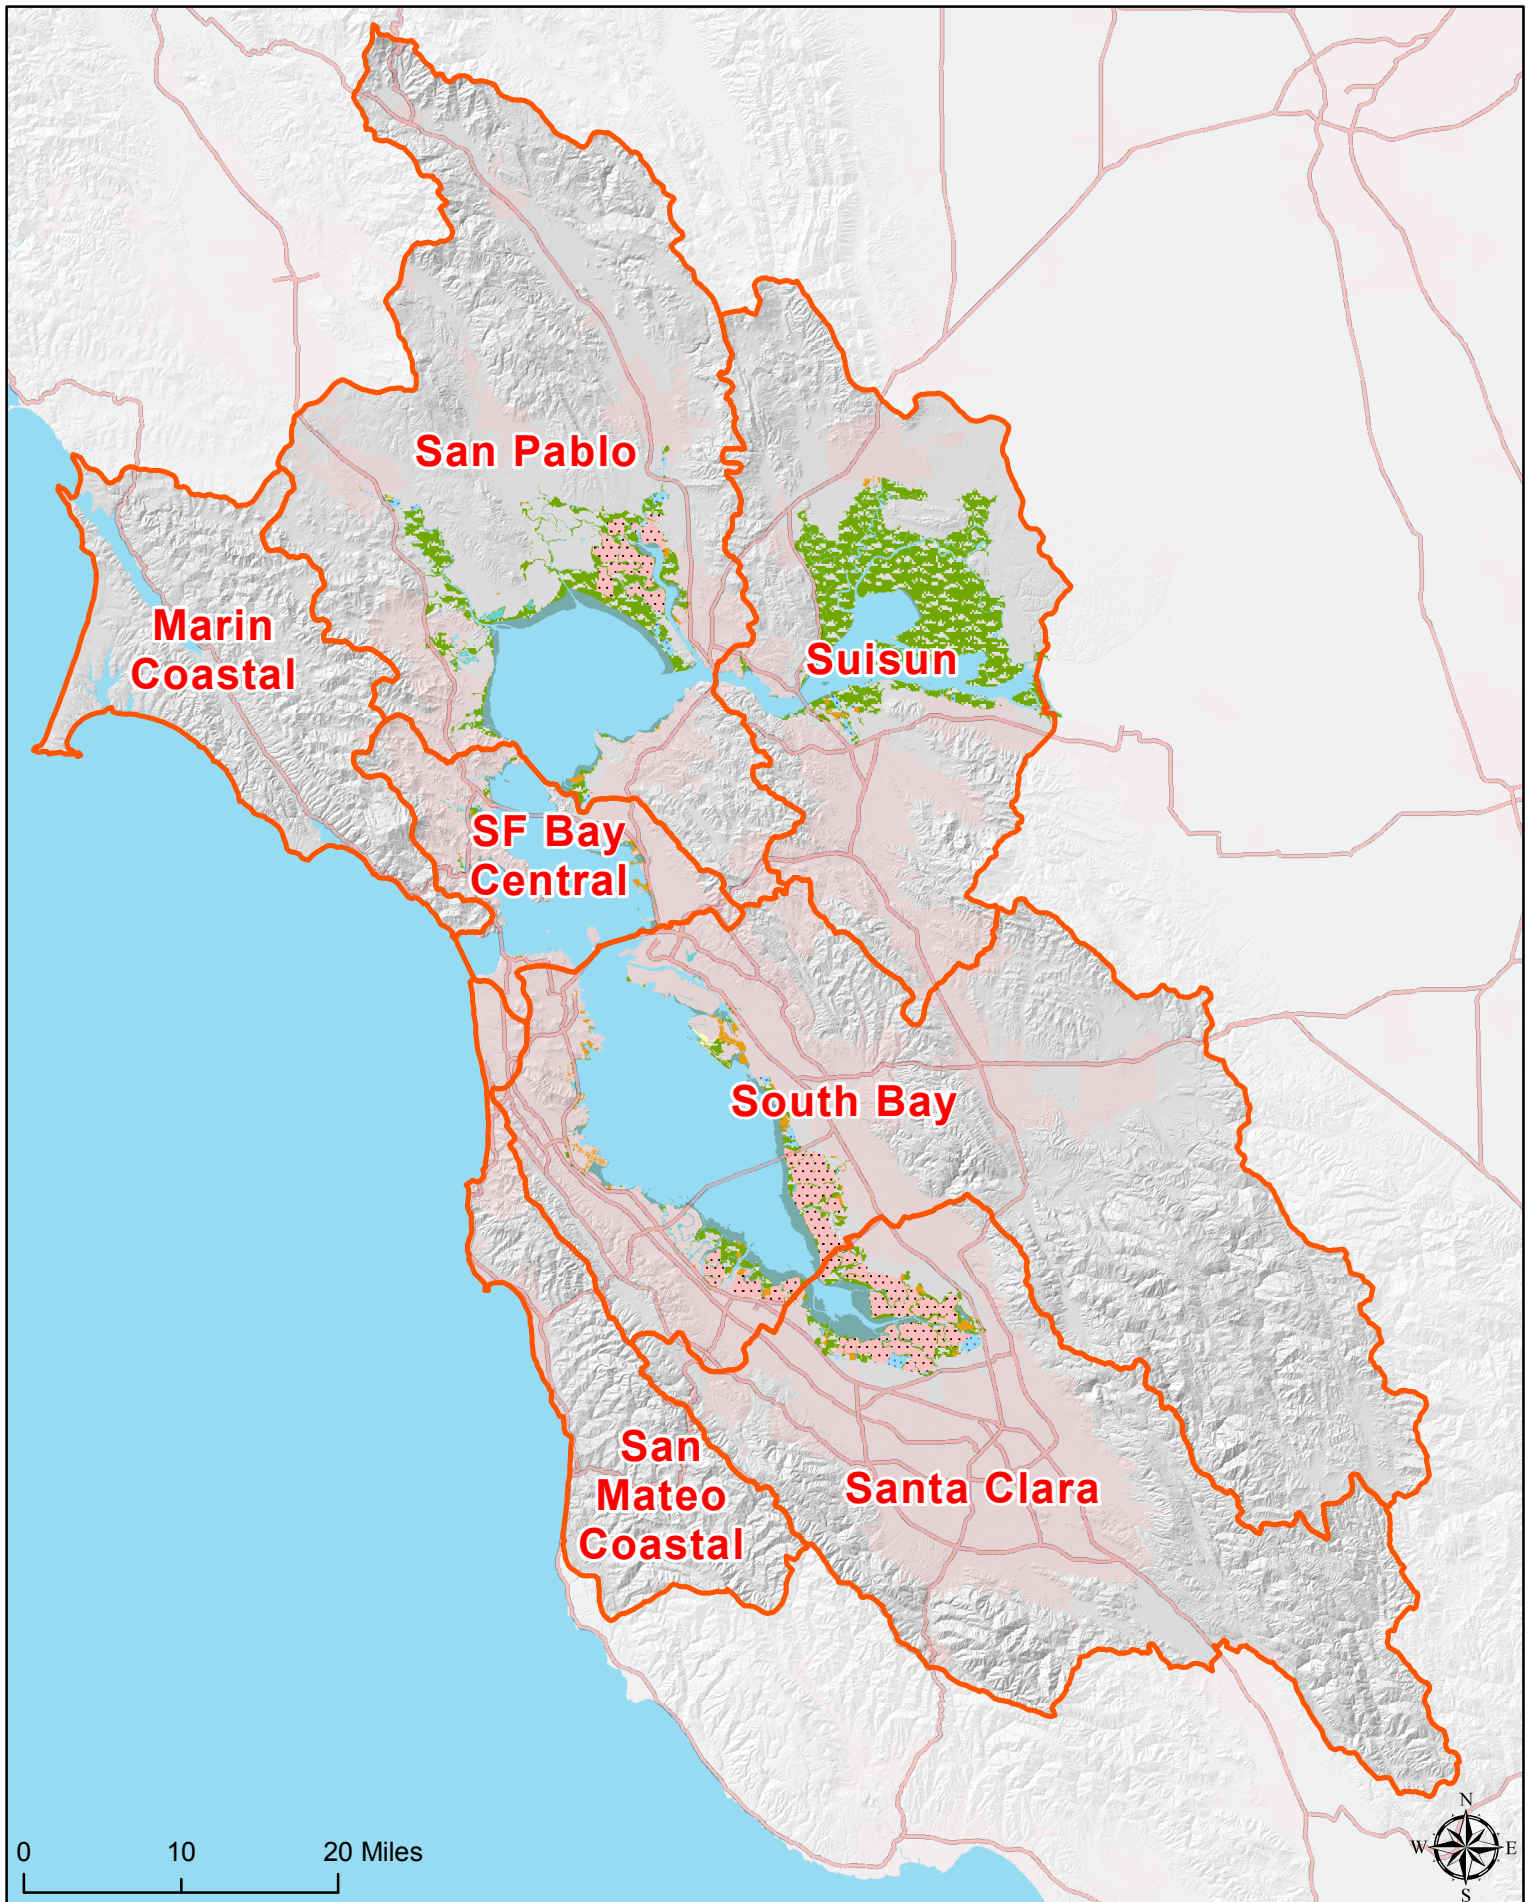 San Pablo
Marin
Coastal
Suisun
SF Bay
Central
South Bay
San
Mateo
Coastal
Santa Clara
0 10 20 Miles
N
W E
S